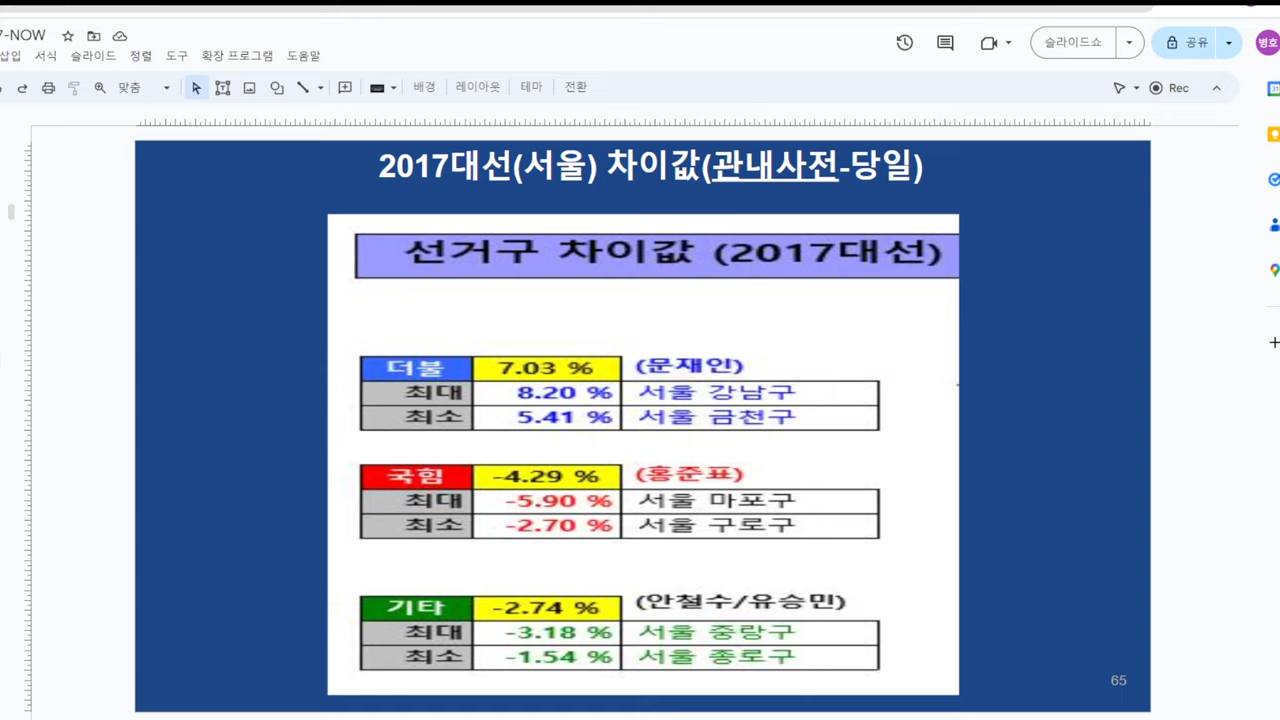 7-NOW
삽입 서식 슬라이드 정렬 도구 확장 프로그램 도움말
슬라이드쇼
공유
병호
맞춤
배경 레이아웃 테마 전환
Rec
2017대선(서울) 차이값(관내사전-당일)
선거구 차이값 (2017대선)
더불 7.03 % (문재인)
최대 8.20 % 서울 강남구
최소 5.41 % 서울 금천구
국힘 -4.29 % (홍준표)
최대 -5.90 % 서울 마포구
최소 -2.70 % 서울 구로구
기타 -2.74 % (안철수/유승민)
최대 -3.18 % 서울 중랑구
최소 -1.54 % 서울 종로구
65